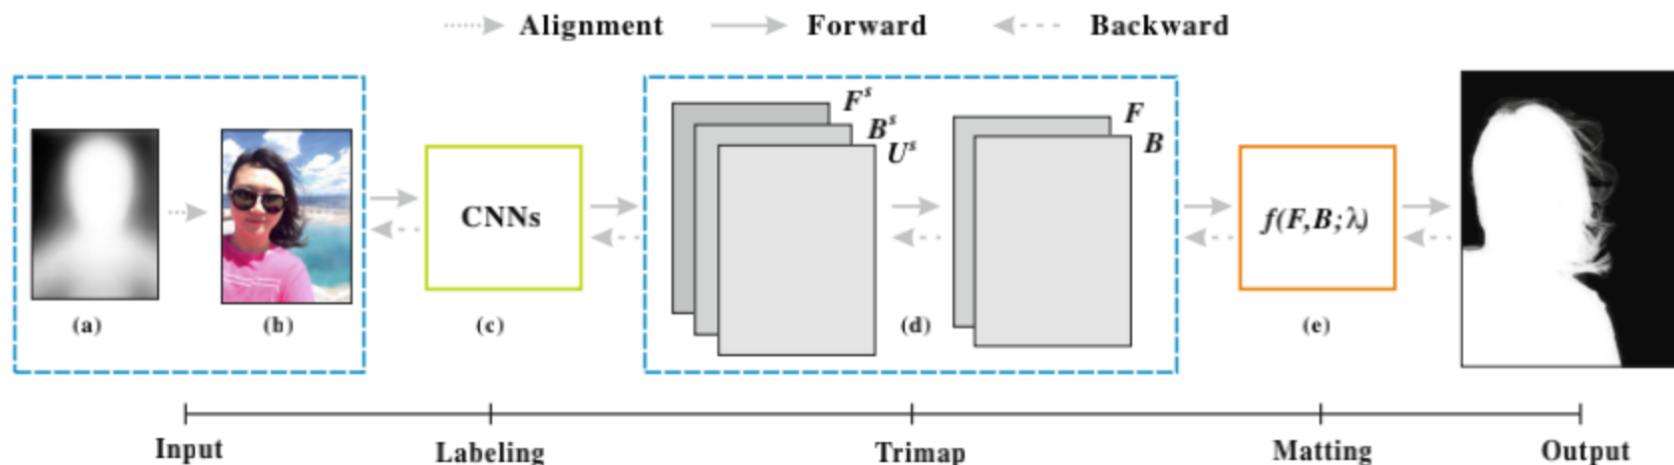 Alignment Forward Backward
F^s
B^s
U^s
F
B
CNNs
f(F,B;λ)
(a) (b) (c) (d) (e)
Input Labeling Trimap Matting Output